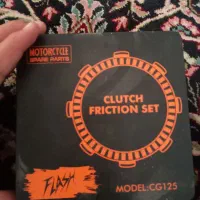 MOTORCYCLE
SPARE PARTS
CLUTCH
FRICTION SET
FLASH
MODEL:CG125